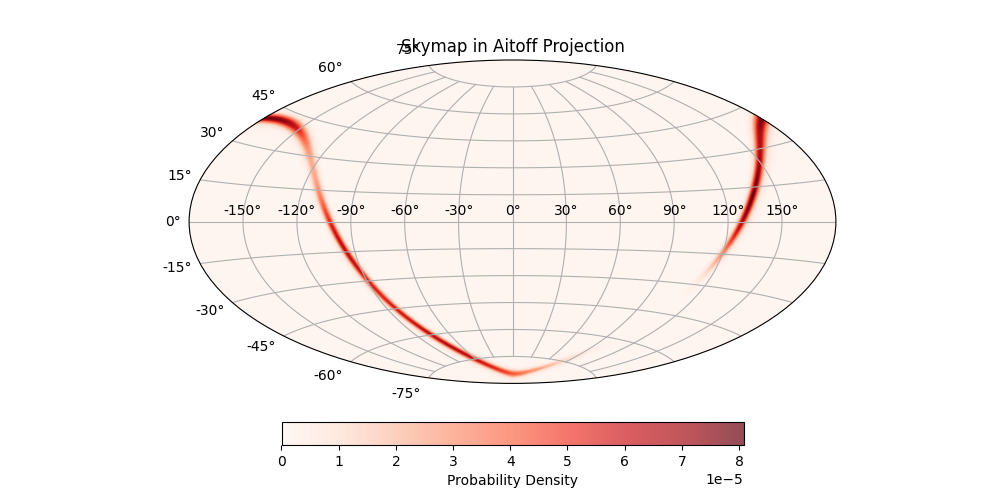 Skymap in Aitoff Projection
75°
60°
45°
30°
15°
-150° -120° -90° -60° -30° 0° 30° 60° 90° 120° 150°
0°
-15°
-30°
-45°
-60°
-75°
0 1 2 3 4 5 6 7 8
1e−5
Probability Density